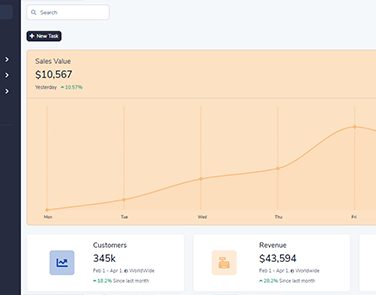 Search
+ New Task
Sales Value
$10,567
Yesterday 10.57%
Mon Tue Wed Thu Fri
Customers
345k
Feb 1 - Apr 1, WorldWide
18.2% Since last month
Revenue
$43,594
Feb 1 - Apr 1, Worldwide
28.2% Since last month